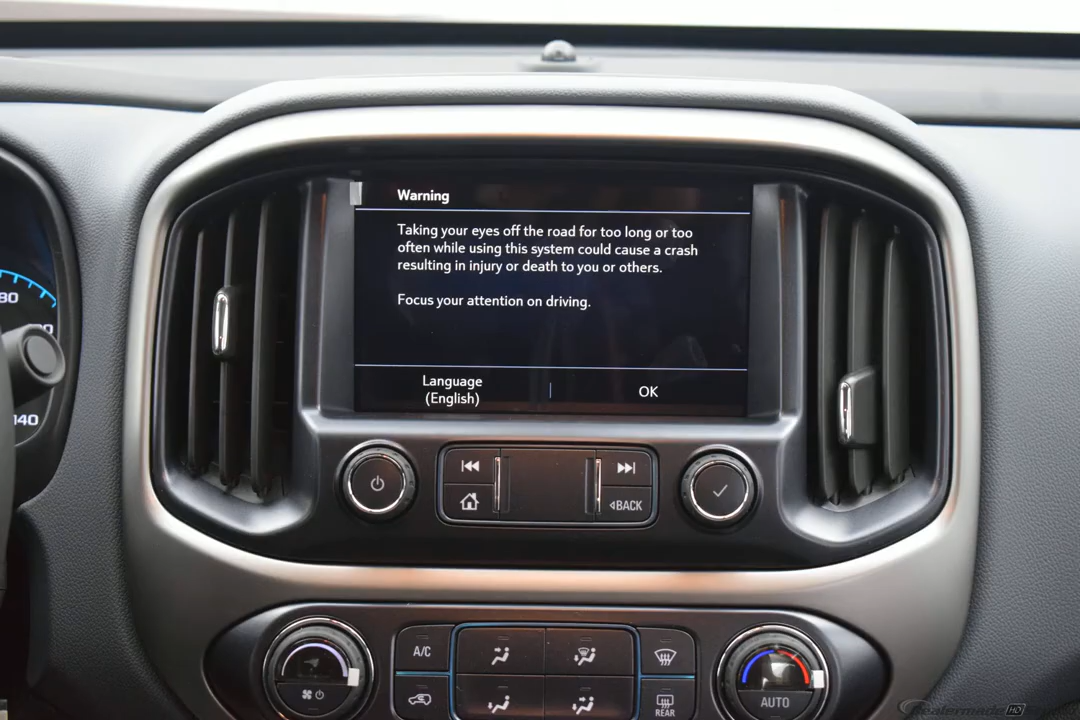 Warning
Taking your eyes off the road for too long or too
often while using this system could cause a crash
resulting in injury or death to you or others.
Focus your attention on driving.
Language
(English)
OK
80
140
BACK
A/C
AUTO
REAR